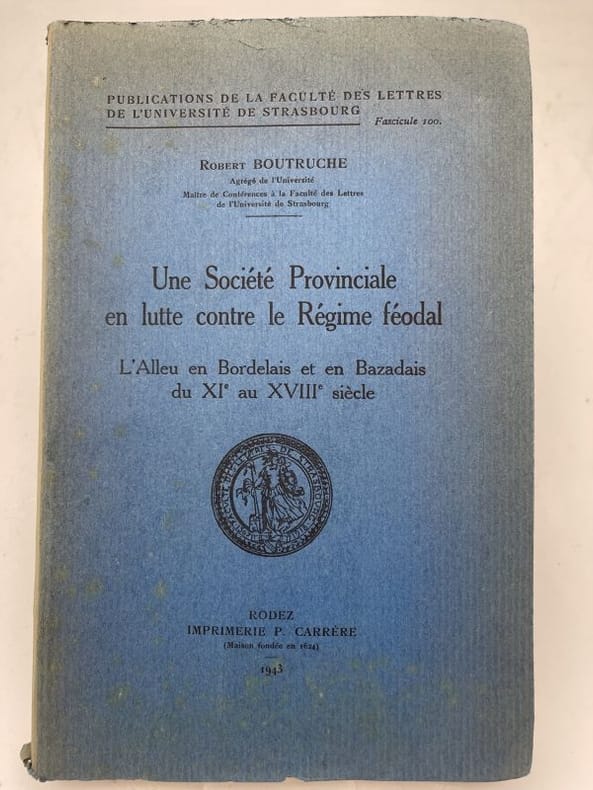 PUBLICATIONS DE LA FACULTÉ DES LETTRES
DE L'UNIVERSITÉ DE STRASBOURG
Fascicule 100.
ROBERT BOUTRUCHE
Agrégé de l'Université
Maître de Conférences à la Faculté des Lettres
de l'Université de Strasbourg
Une Société Provinciale
en lutte contre le Régime féodal
L'Alleu en Bordelais et en Bazadais
du XIe au XVIIIe siècle
RODEZ
IMPRIMERIE P. CARRÈRE
(Maison fondée en 1624)
1943